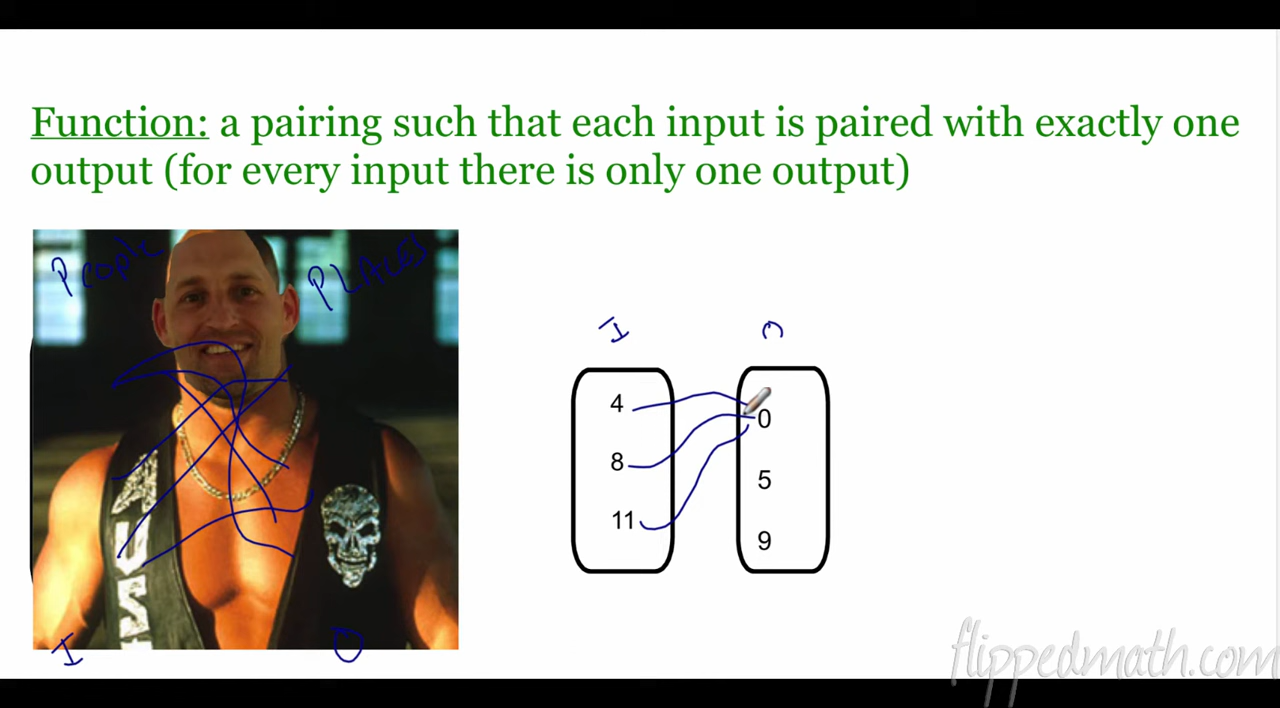 Function: a pairing such that each input is paired with exactly one
output (for every input there is only one output)
People PLACES
I O
4 0
8 5
11 9
AUS
I O
flippedmath.com